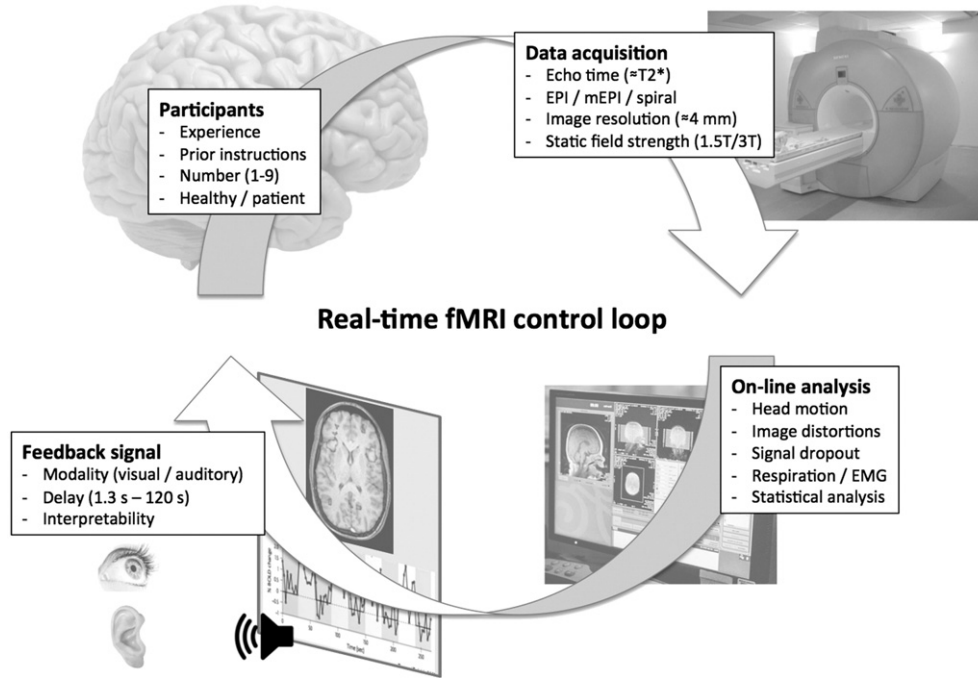 Participants
- Experience
- Prior instructions
- Number (1-9)
- Healthy / patient
Data acquisition
- Echo time (≈T2*)
- EPI / mEPI / spiral
- Image resolution (≈4 mm)
- Static field strength (1.5T/3T)
Real-time fMRI control loop
On-line analysis
- Head motion
- Image distortions
- Signal dropout
- Respiration / EMG
- Statistical analysis
Feedback signal
- Modality (visual / auditory)
- Delay (1.3 s – 120 s)
- Interpretability
% BOLD change
Time [sec]